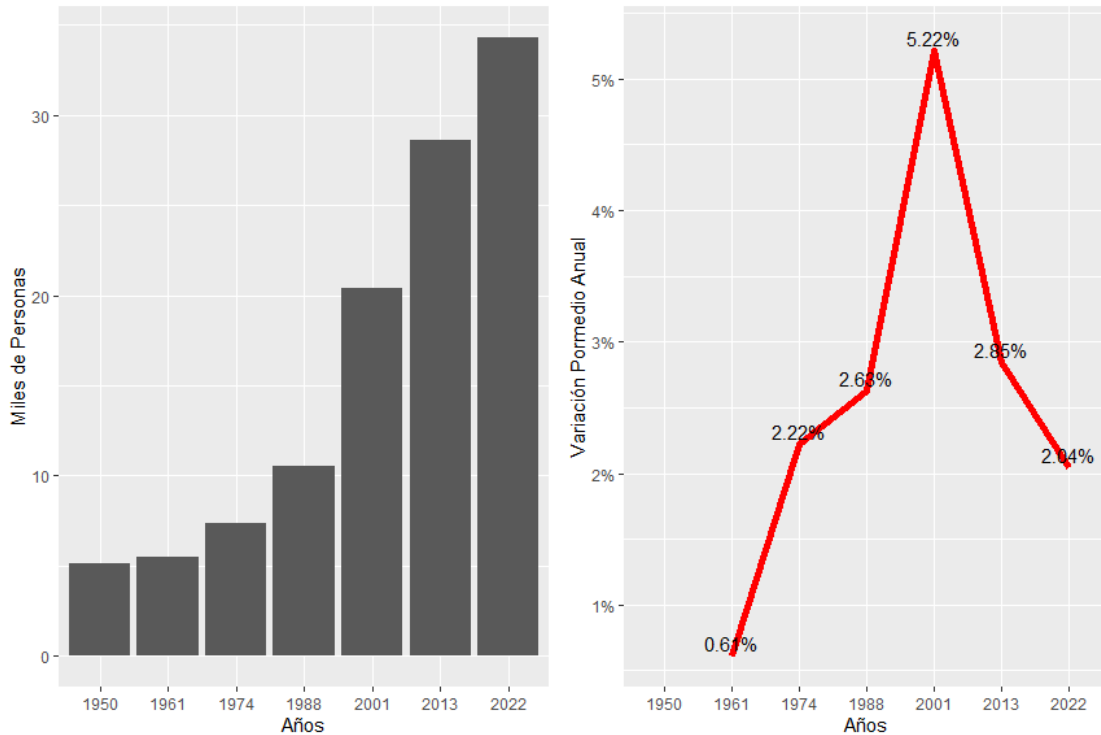 Miles de Personas
30
20
10
0
1950 1961 1974 1988 2001 2013 2022
Años
Variación Pormedio Anual
5%
4%
3%
2%
1%
5.22%
2.85%
2.63%
2.22%
2.04%
0.61%
1950 1961 1974 1988 2001 2013 2022
Años